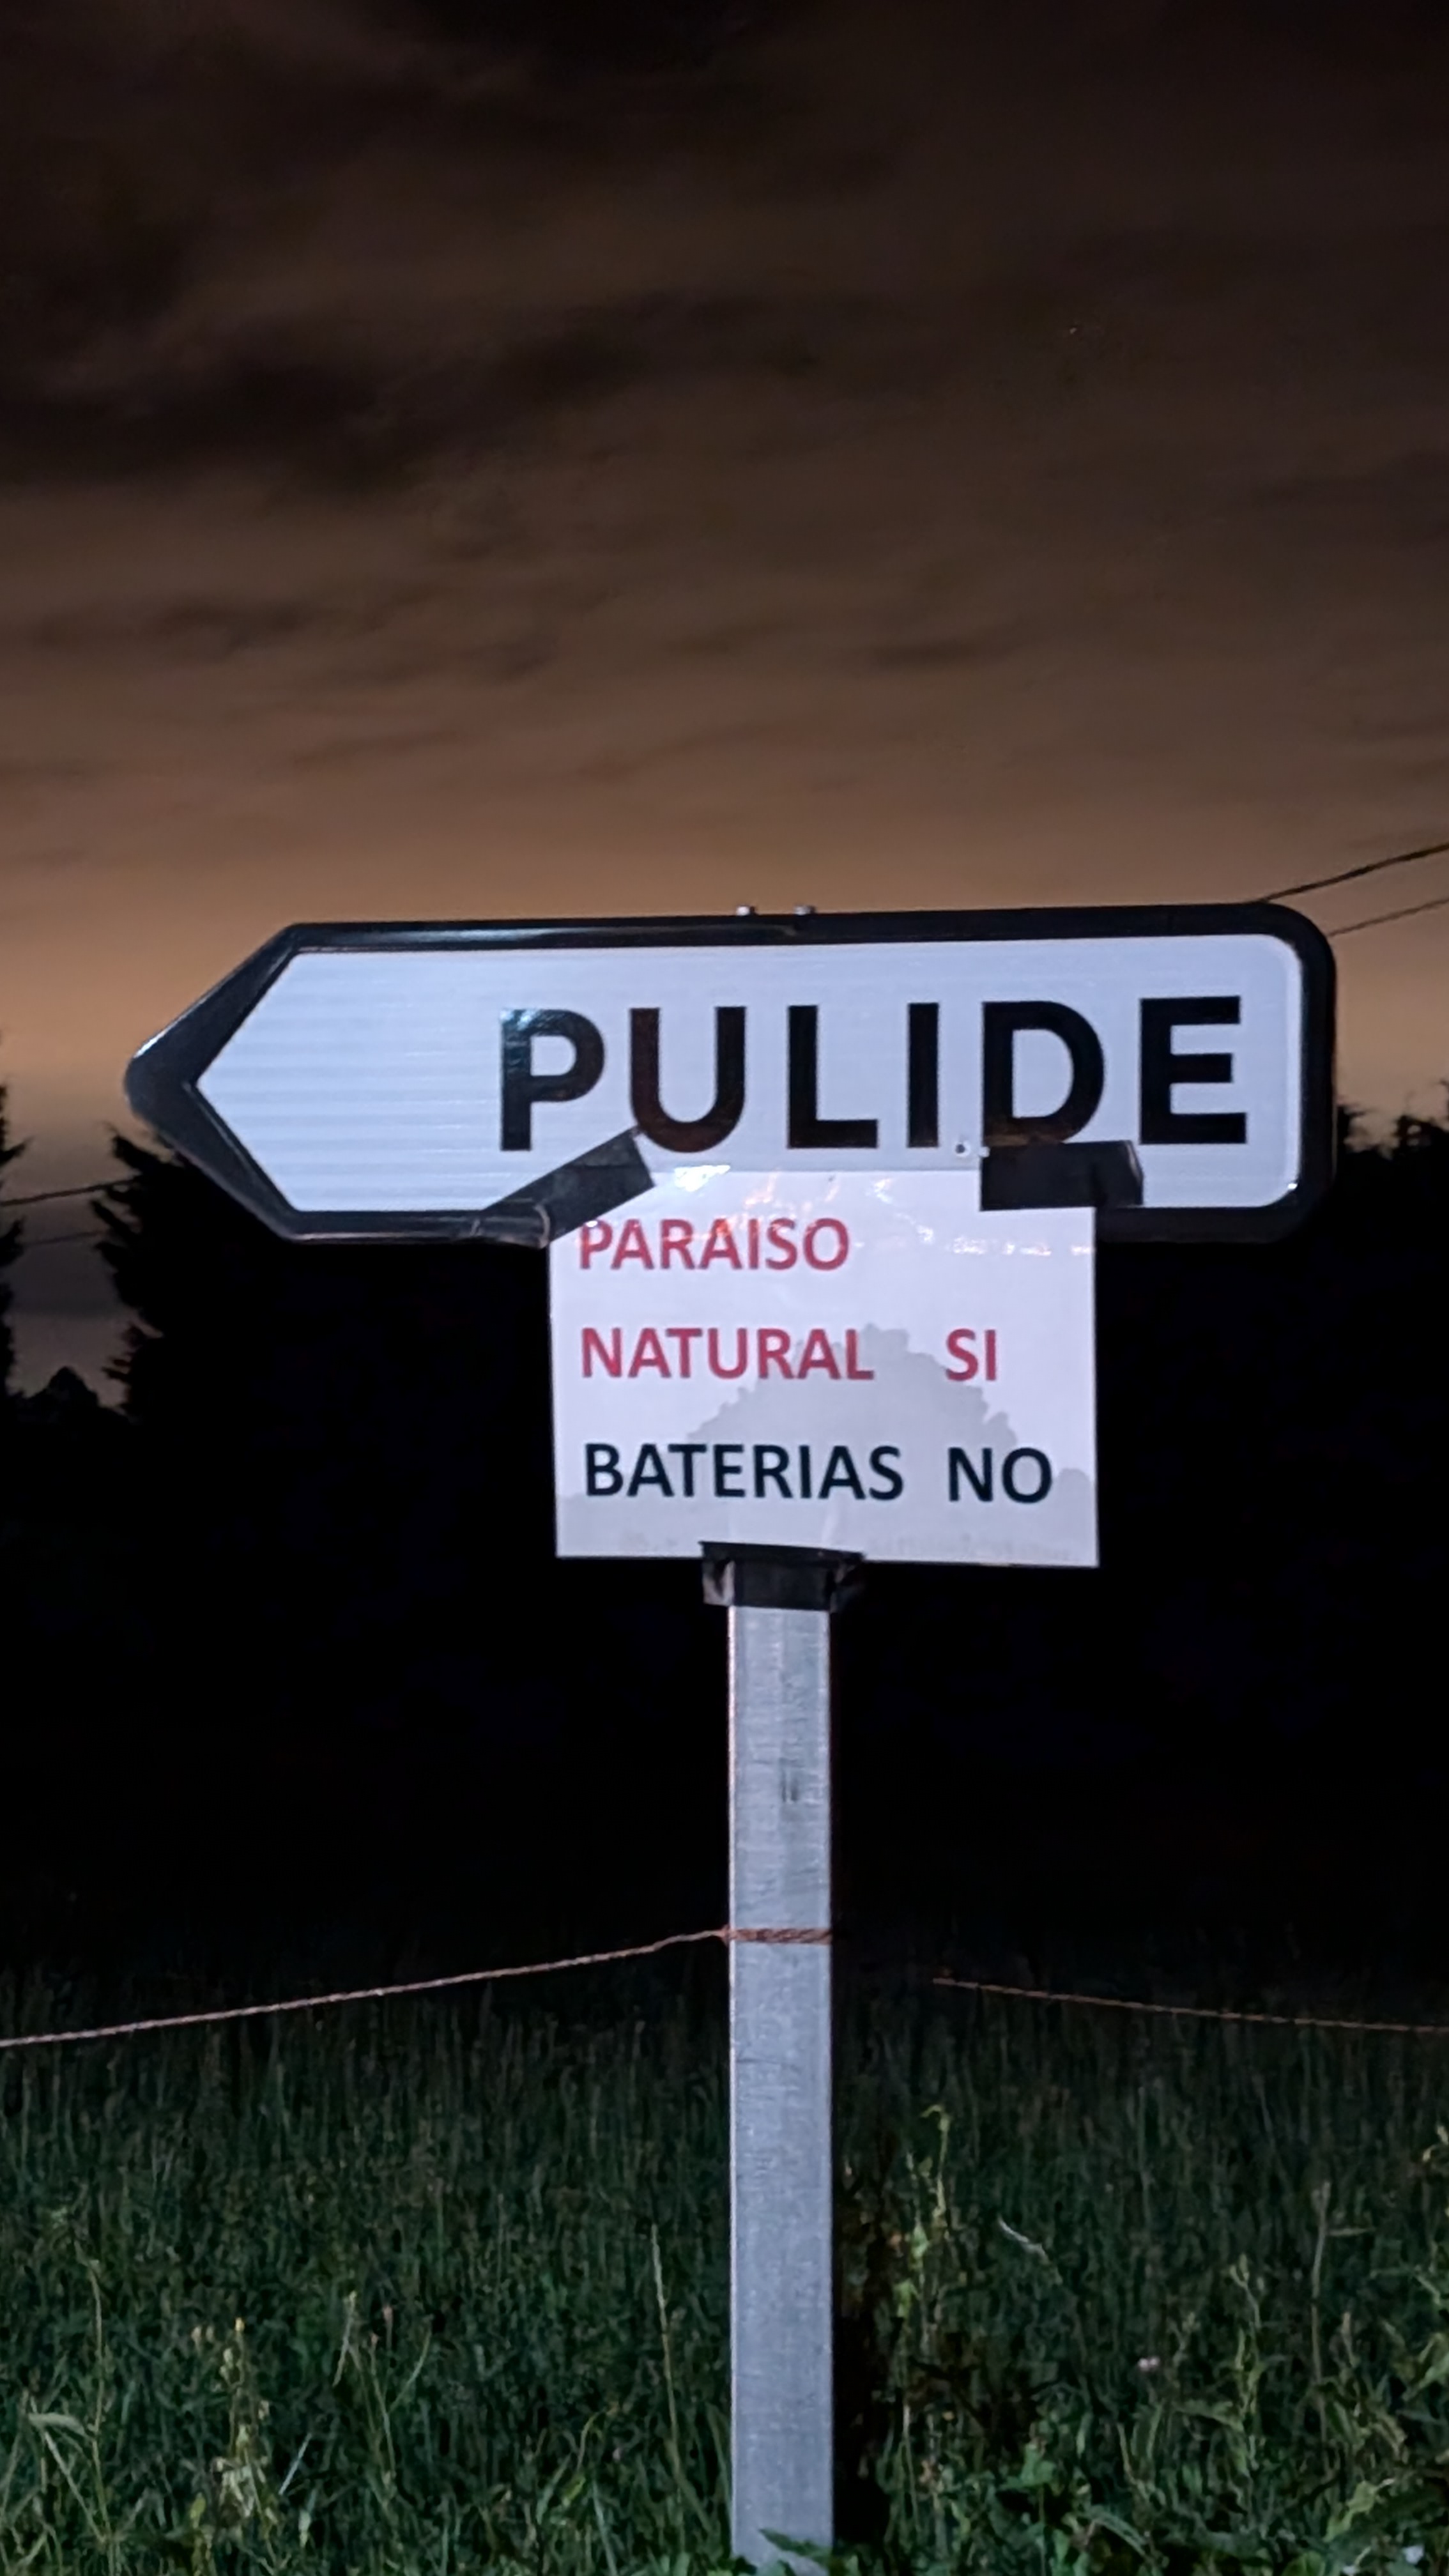 PULIDE
PARAISO
NATURAL SI
BATERIAS NO